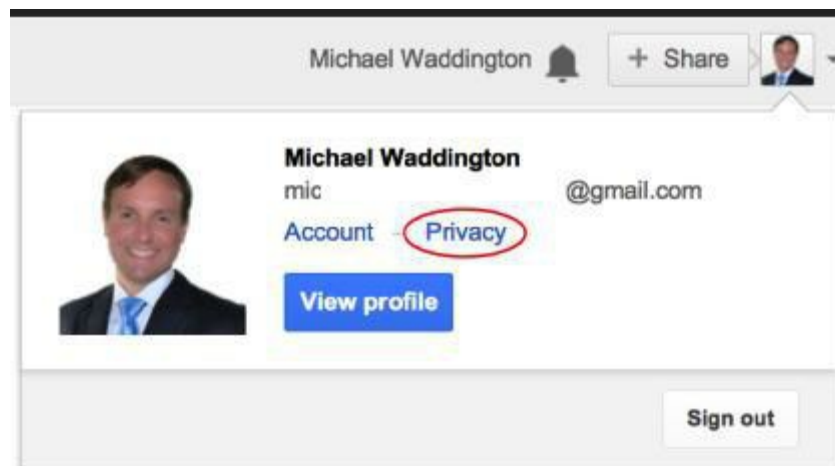 Michael Waddington + Share
Michael Waddington
mic @gmail.com
Account - Privacy
View profile
Sign out